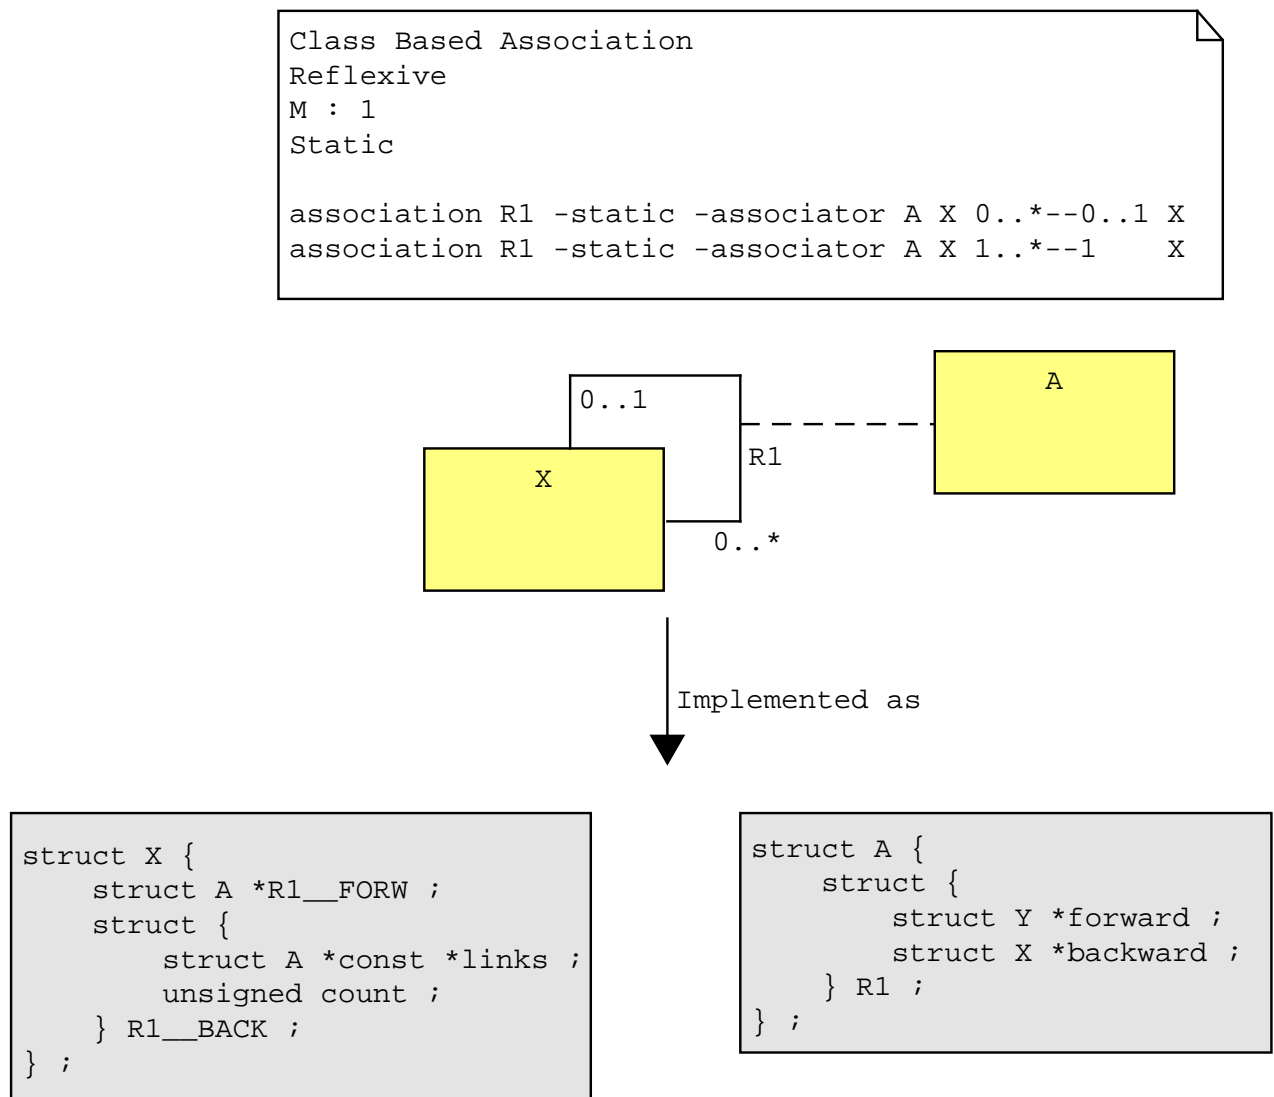 Class Based Association
Reflexive
M : 1
Static
association R1 -static -associator A X 0..*--0..1 X
association R1 -static -associator A X 1..*--1    X
0..1
A
R1
X
0..*
Implemented as
struct X {
    struct A *R1__FORW ;
    struct {
        struct A *const *links ;
        unsigned count ;
    } R1__BACK ;
} ;
struct A {
    struct {
        struct Y *forward ;
        struct X *backward ;
    } R1 ;
} ;